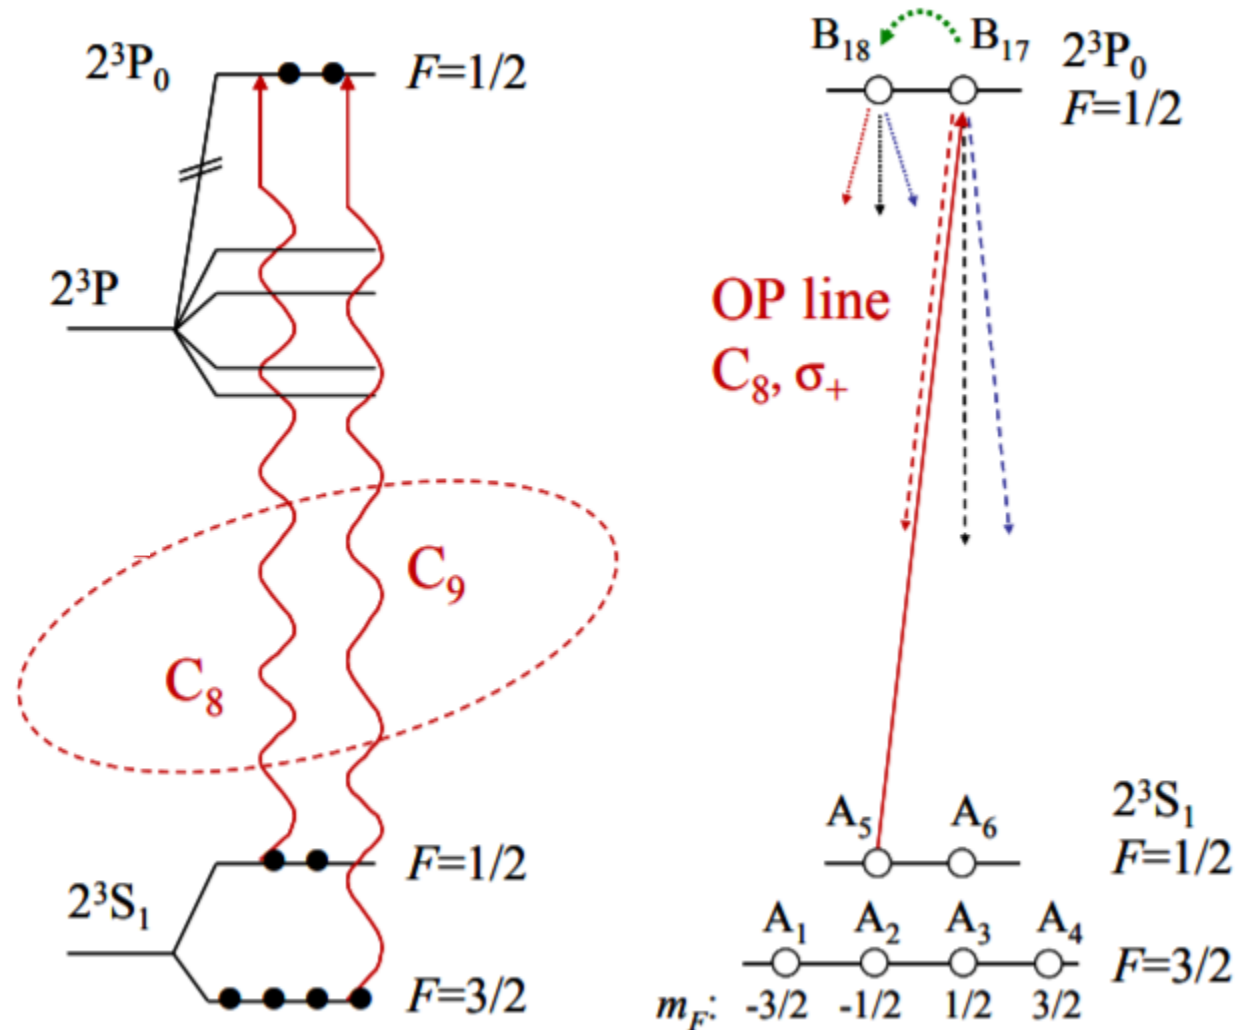 2³P₀
F=1/2
2³P
C₉
C₈
F=1/2
2³S₁
F=3/2
B₁₈
B₁₇
2³P₀
F=1/2
OP line
C₈, σ₊
A₅
A₆
2³S₁
F=1/2
A₁ A₂ A₃ A₄
F=3/2
m_F: -3/2 -1/2 1/2 3/2